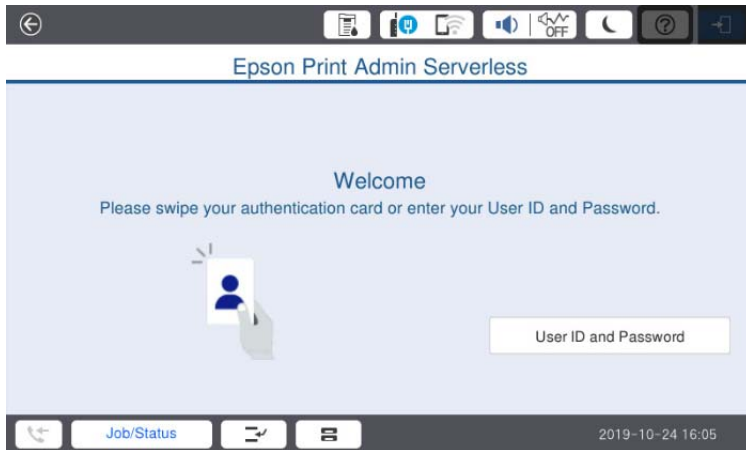 OFF
Epson Print Admin Serverless
Welcome
Please swipe your authentication card or enter your User ID and Password.
User ID and Password
Job/Status
2019-10-24 16:05